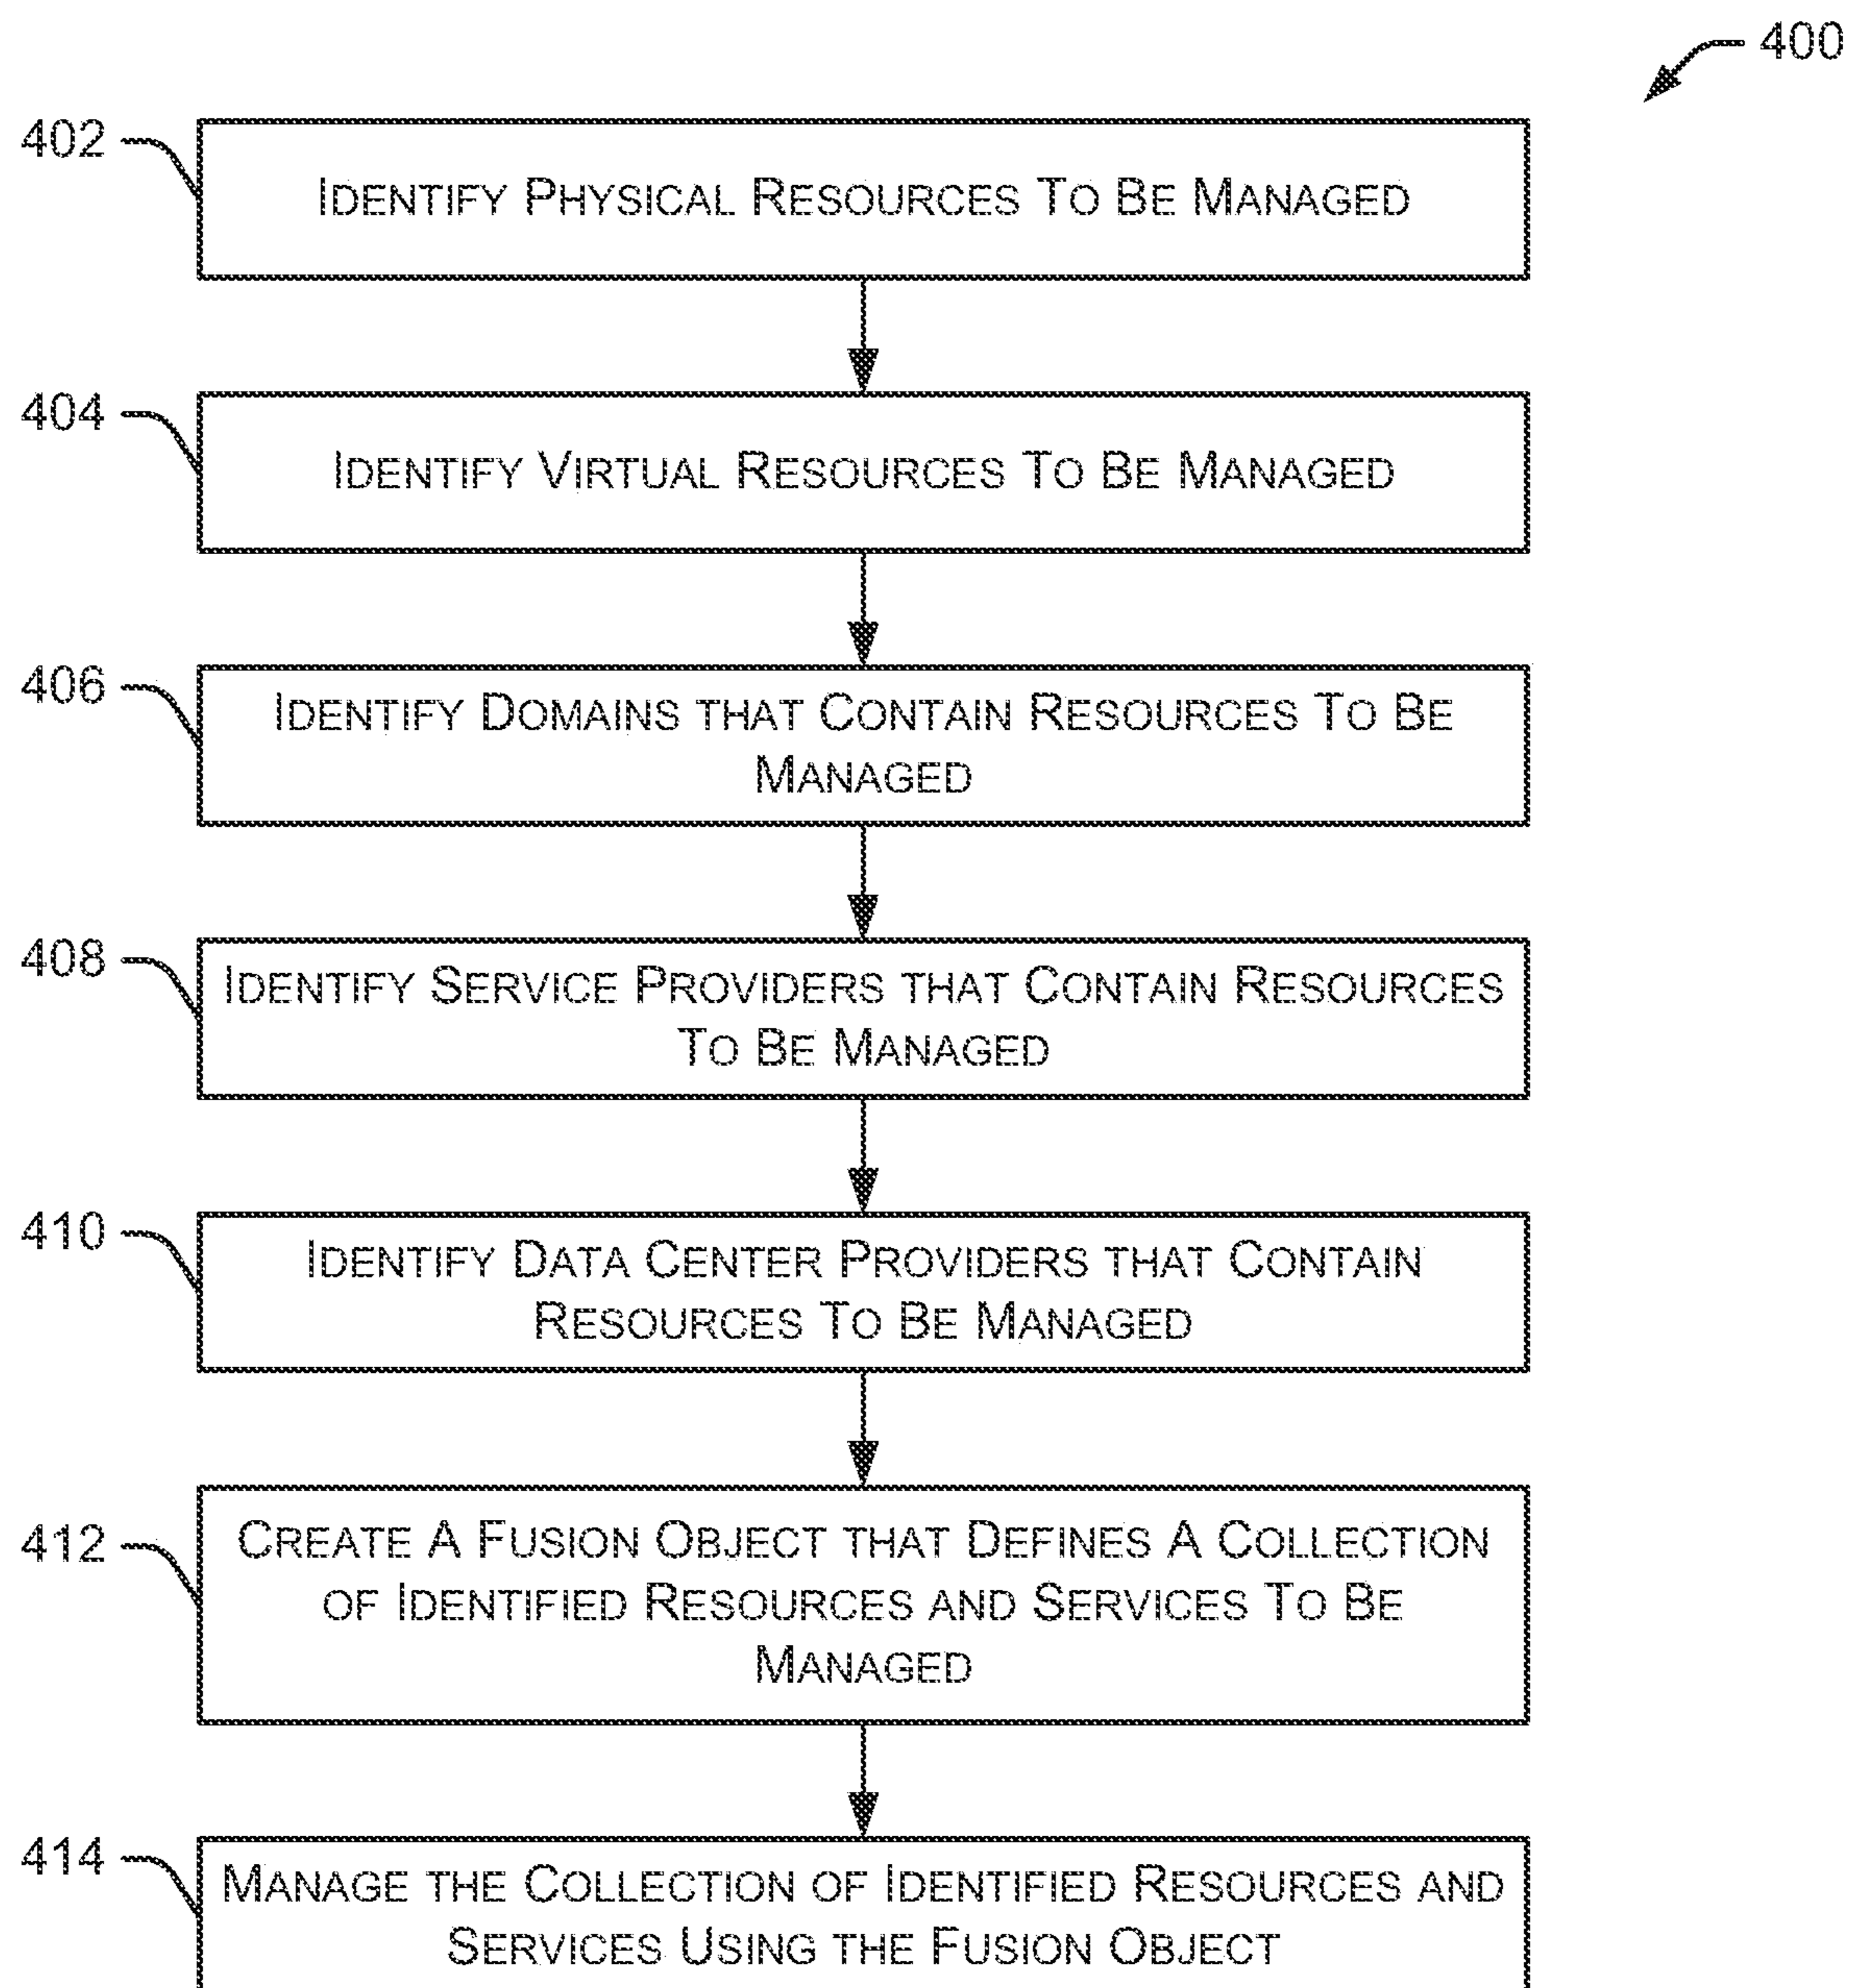 400
402
IDENTIFY PHYSICAL RESOURCES TO BE MANAGED
404
IDENTIFY VIRTUAL RESOURCES TO BE MANAGED
406
IDENTIFY DOMAINS THAT CONTAIN RESOURCES TO BE
MANAGED
408
IDENTIFY SERVICE PROVIDERS THAT CONTAIN RESOURCES
TO BE MANAGED
410
IDENTIFY DATA CENTER PROVIDERS THAT CONTAIN
RESOURCES TO BE MANAGED
412
CREATE A FUSION OBJECT THAT DEFINES A COLLECTION
OF IDENTIFIED RESOURCES AND SERVICES TO BE
MANAGED
414
MANAGE THE COLLECTION OF IDENTIFIED RESOURCES AND
SERVICES USING THE FUSION OBJECT